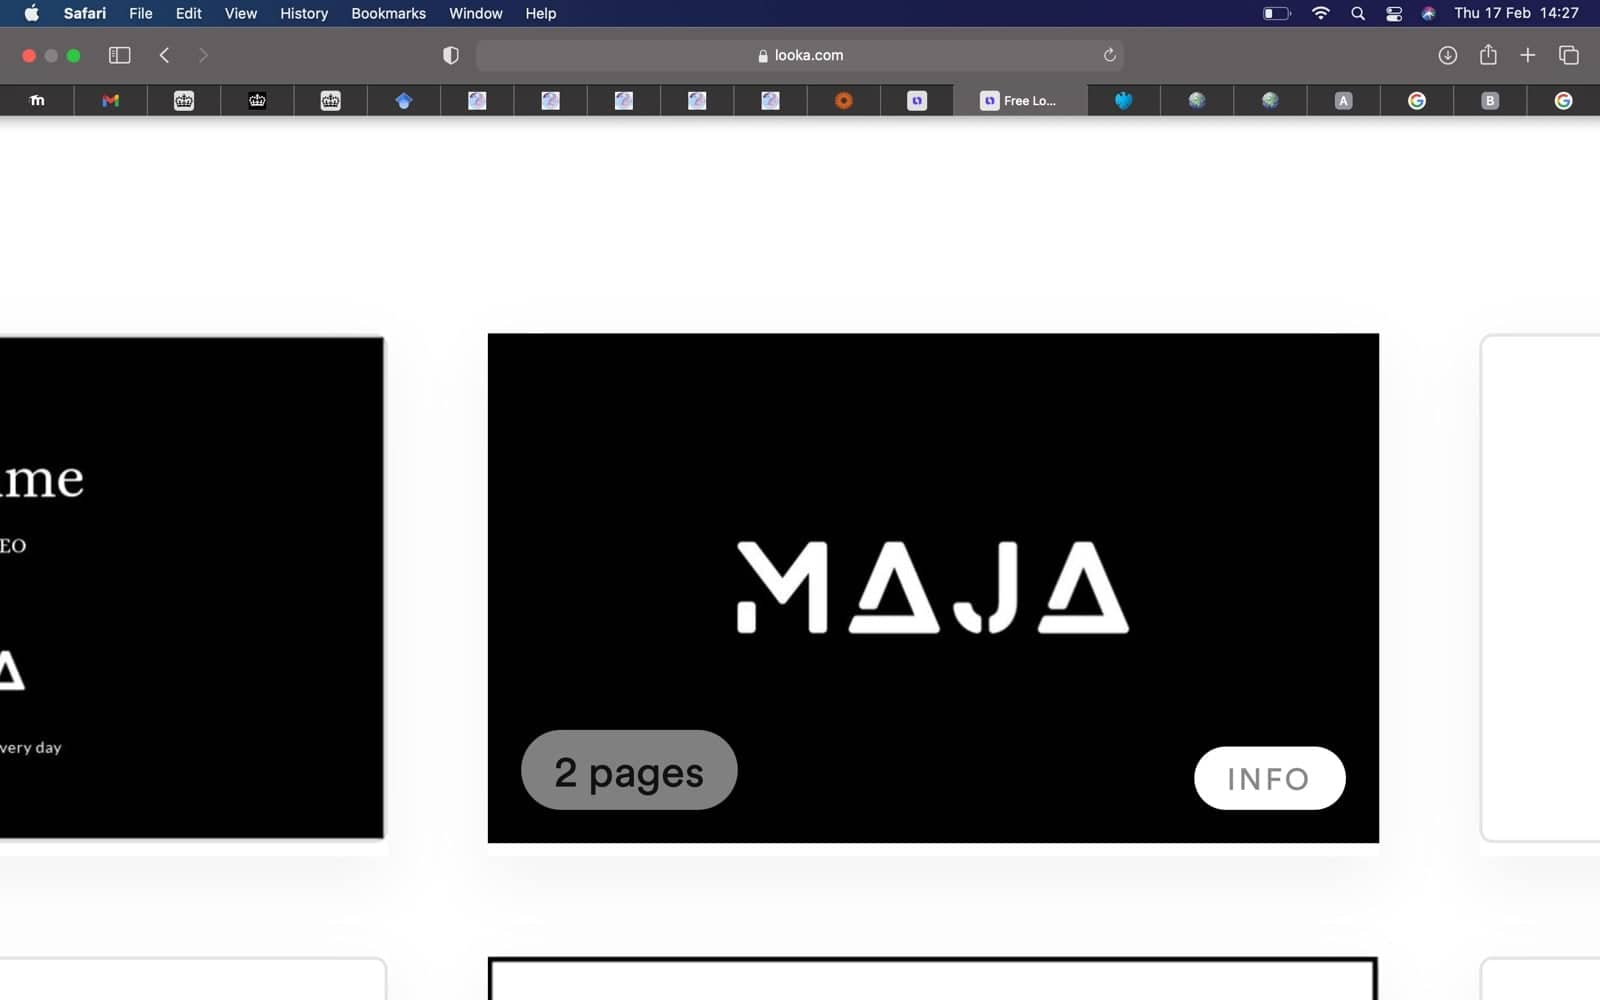 Safari File Edit View History Bookmarks Window Help Thu 17 Feb 14:27
looka.com
Free Lo...
A
B
me
EO
very day
MAJA
2 pages
INFO